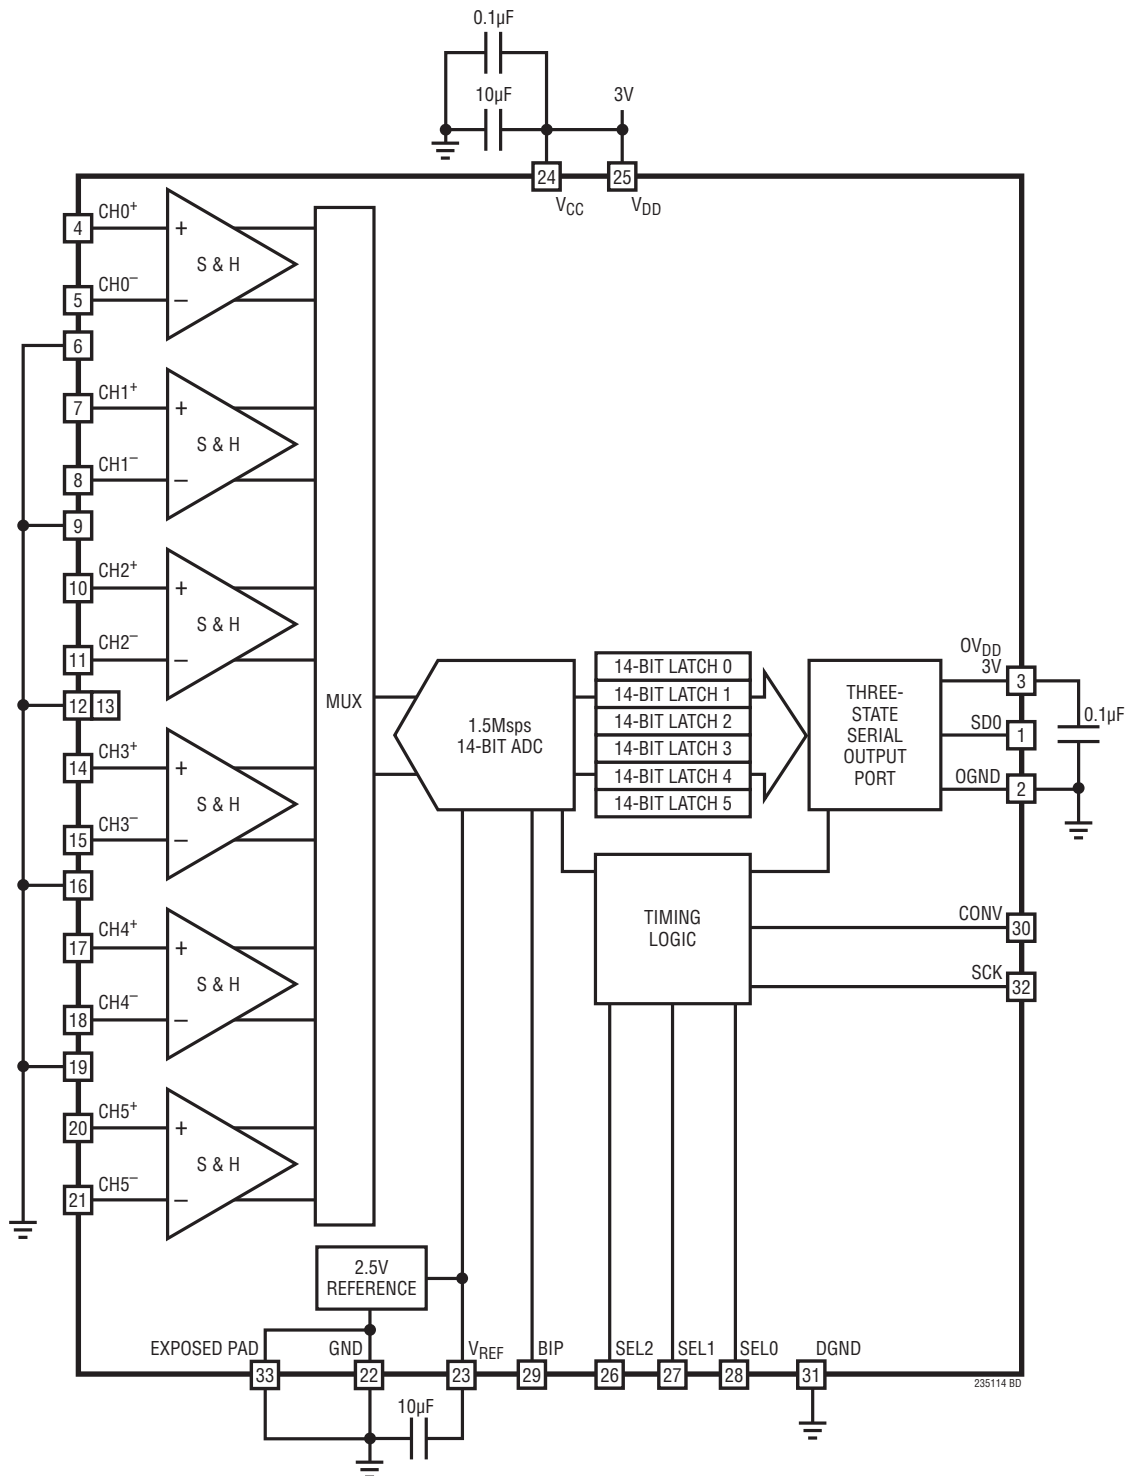 0.1µF
10µF
3V
24
25
VCC
VDD
4
CH0+
+
S & H
5
CH0–
–
6
7
CH1+
+
S & H
8
CH1–
–
9
10
CH2+
+
S & H
11
CH2–
–
12
13
14
CH3+
+
S & H
15
CH3–
–
16
17
CH4+
+
S & H
18
CH4–
–
19
20
CH5+
+
S & H
21
CH5–
–
MUX
1.5Msps
14-BIT ADC
14-BIT LATCH 0
14-BIT LATCH 1
14-BIT LATCH 2
14-BIT LATCH 3
14-BIT LATCH 4
14-BIT LATCH 5
THREE-
STATE
SERIAL
OUTPUT
PORT
OVDD
3V
3
0.1µF
SD0
1
OGND
2
TIMING
LOGIC
CONV
30
SCK
32
2.5V
REFERENCE
EXPOSED PAD
GND
VREF
BIP
SEL2
SEL1
SEL0
DGND
33
22
23
29
26
27
28
31
235114 BD
10µF